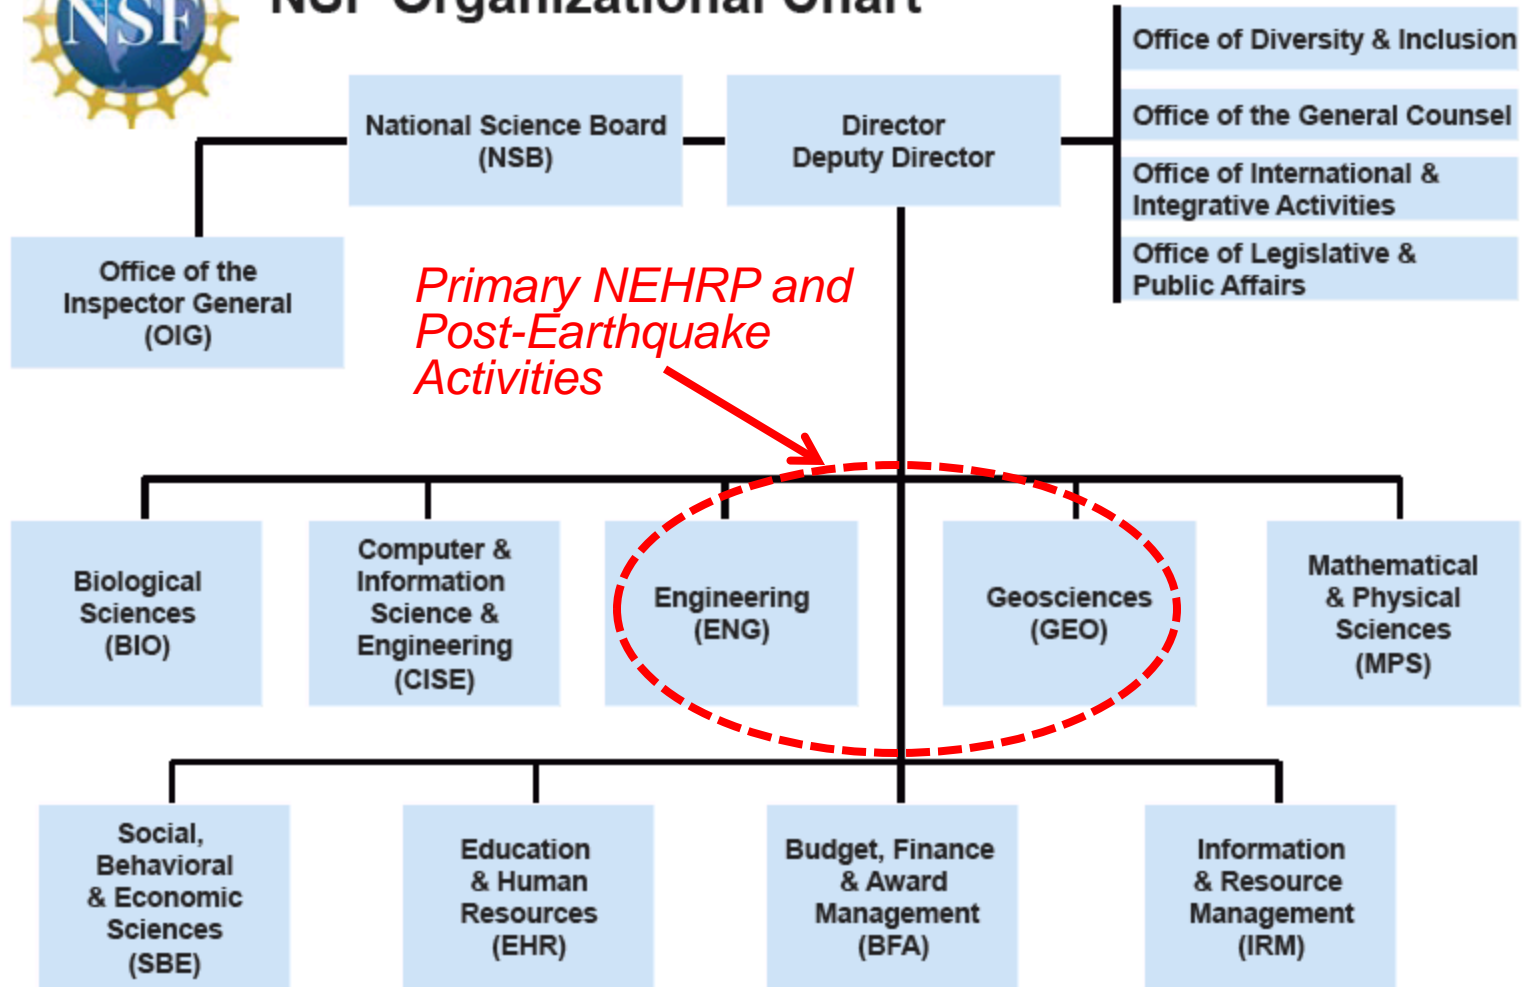 NSF
NSF Organizational Chart
Office of Diversity & Inclusion
Office of the General Counsel
Office of International &
Integrative Activities
Office of Legislative &
Public Affairs
National Science Board
(NSB)
Director
Deputy Director
Office of the
Inspector General
(OIG)
Primary NEHRP and
Post-Earthquake
Activities
Biological
Sciences
(BIO)
Computer &
Information
Science &
Engineering
(CISE)
Engineering
(ENG)
Geosciences
(GEO)
Mathematical
& Physical
Sciences
(MPS)
Social,
Behavioral
& Economic
Sciences
(SBE)
Education
& Human
Resources
(EHR)
Budget, Finance
& Award
Management
(BFA)
Information
& Resource
Management
(IRM)